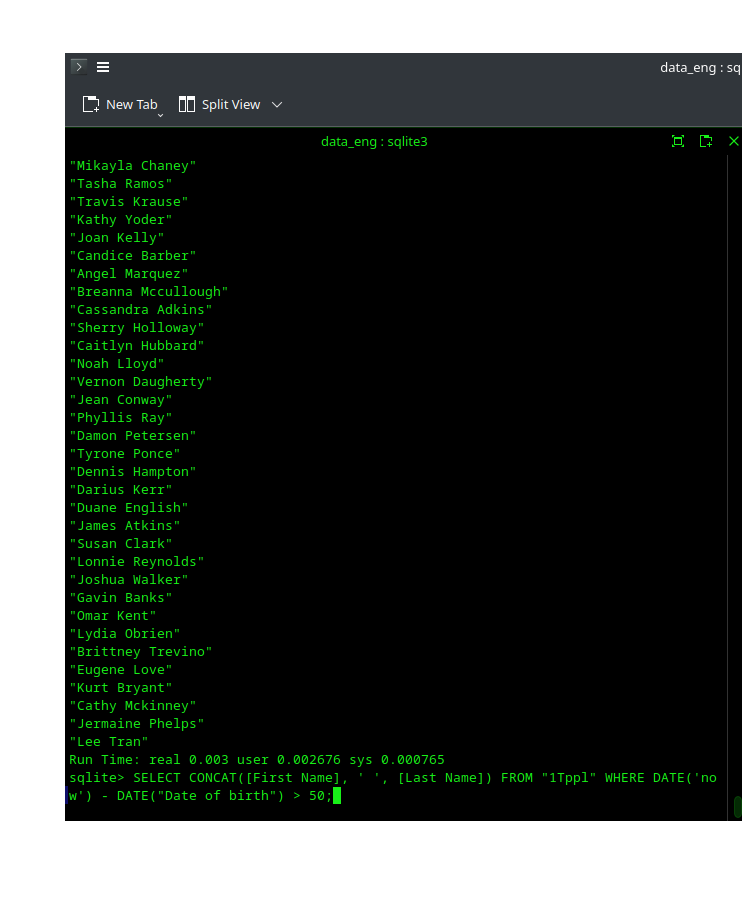 data_eng : sq
New Tab
Split View
data_eng : sqlite3
"Mikayla Chaney"
"Tasha Ramos"
"Travis Krause"
"Kathy Yoder"
"Joan Kelly"
"Candice Barber"
"Angel Marquez"
"Breanna Mccullough"
"Cassandra Adkins"
"Sherry Holloway"
"Caitlyn Hubbard"
"Noah Lloyd"
"Vernon Daugherty"
"Jean Conway"
"Phyllis Ray"
"Damon Petersen"
"Tyrone Ponce"
"Dennis Hampton"
"Darius Kerr"
"Duane English"
"James Atkins"
"Susan Clark"
"Lonnie Reynolds"
"Joshua Walker"
"Gavin Banks"
"Omar Kent"
"Lydia Obrien"
"Brittney Trevino"
"Eugene Love"
"Kurt Bryant"
"Cathy Mckinney"
"Jermaine Phelps"
"Lee Tran"
Run Time: real 0.003 user 0.002676 sys 0.000765
sqlite> SELECT CONCAT([First Name], ' ', [Last Name]) FROM "1Tppl" WHERE DATE('no
w') - DATE("Date of birth") > 50;